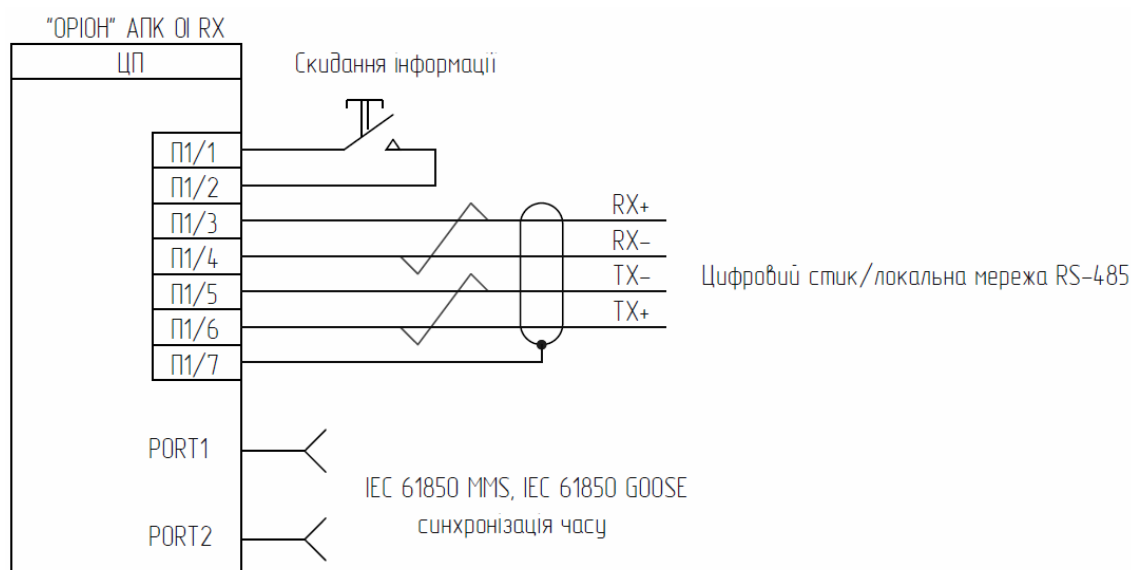 "ОРІОН" АПК ОІ RX
ЦП
Скидання інформації
П1/1
П1/2
П1/3
RX+
П1/4
RX-
П1/5
TX-
Цифровий стик/локальна мережа RS-485
П1/6
TX+
П1/7
PORT1
IEC 61850 MMS, IEC 61850 GOOSE
синхронізація часу
PORT2